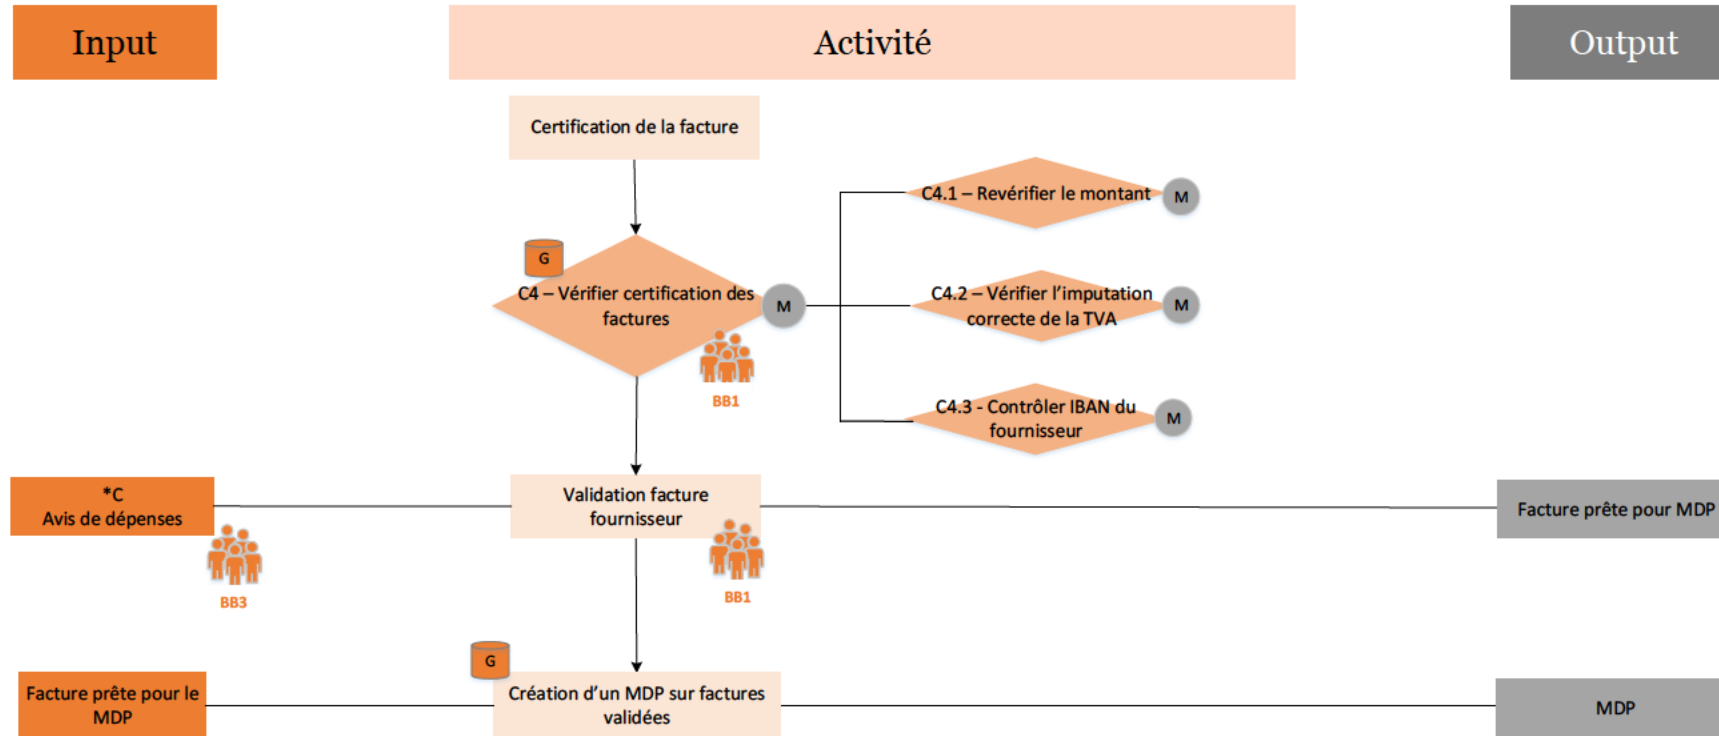 Input
Activité
Output
Certification de la facture
C4.1 – Revérifier le montant
M
G
C4 – Vérifier certification des
factures
M
C4.2 – Vérifier l'imputation
correcte de la TVA
M
BB1
C4.3 - Contrôler IBAN du
fournisseur
M
*C
Avis de dépenses
BB3
Validation facture
fournisseur
BB1
Facture prête pour MDP
Facture prête pour le
MDP
G
Création d'un MDP sur factures
validées
MDP